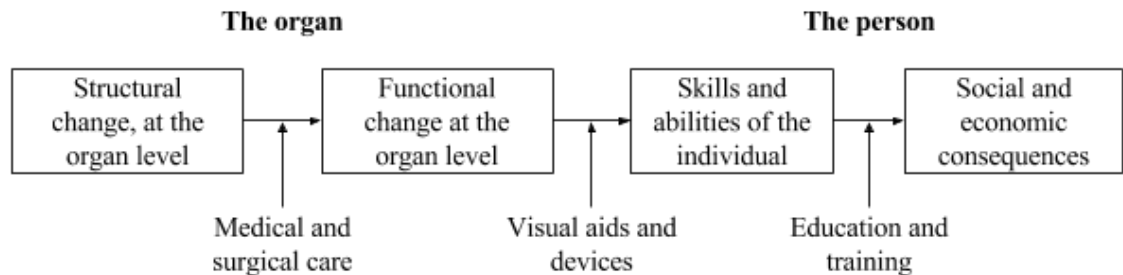 The organ
The person
Structural
change, at the
organ level
Functional
change at the
organ level
Skills and
abilities of the
individual
Social and
economic
consequences
Medical and
surgical care
Visual aids and
devices
Education and
training